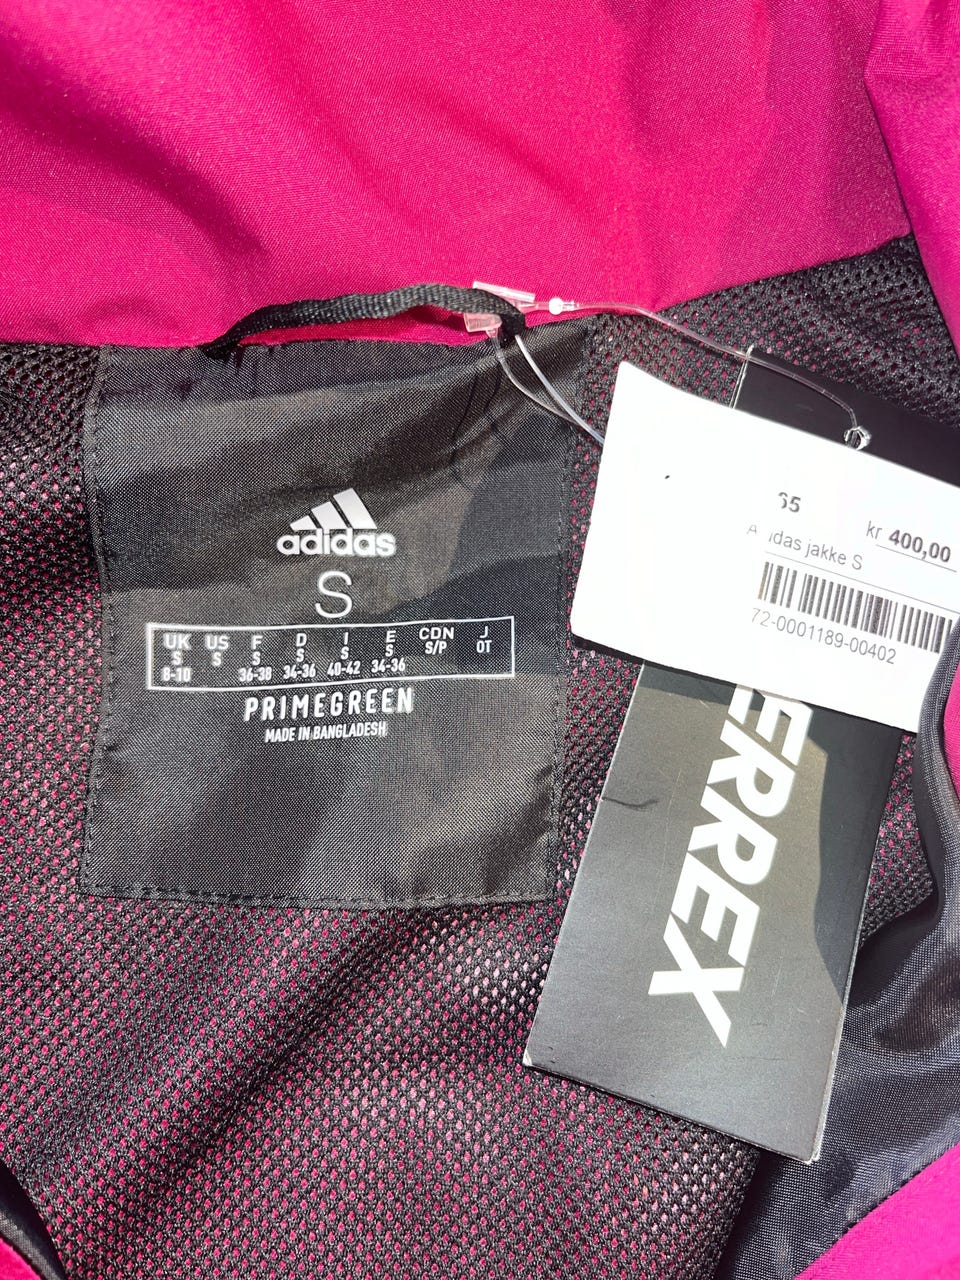 adidas
S
UK US F D I E CDN J
S S S S S S S/P OT
8-10 36-38 34-36 40-42 34-36
PRIMEGREEN
MADE IN BANGLADESH
65
kr 400,00
jakke S
72-0001189-00402
ERREX